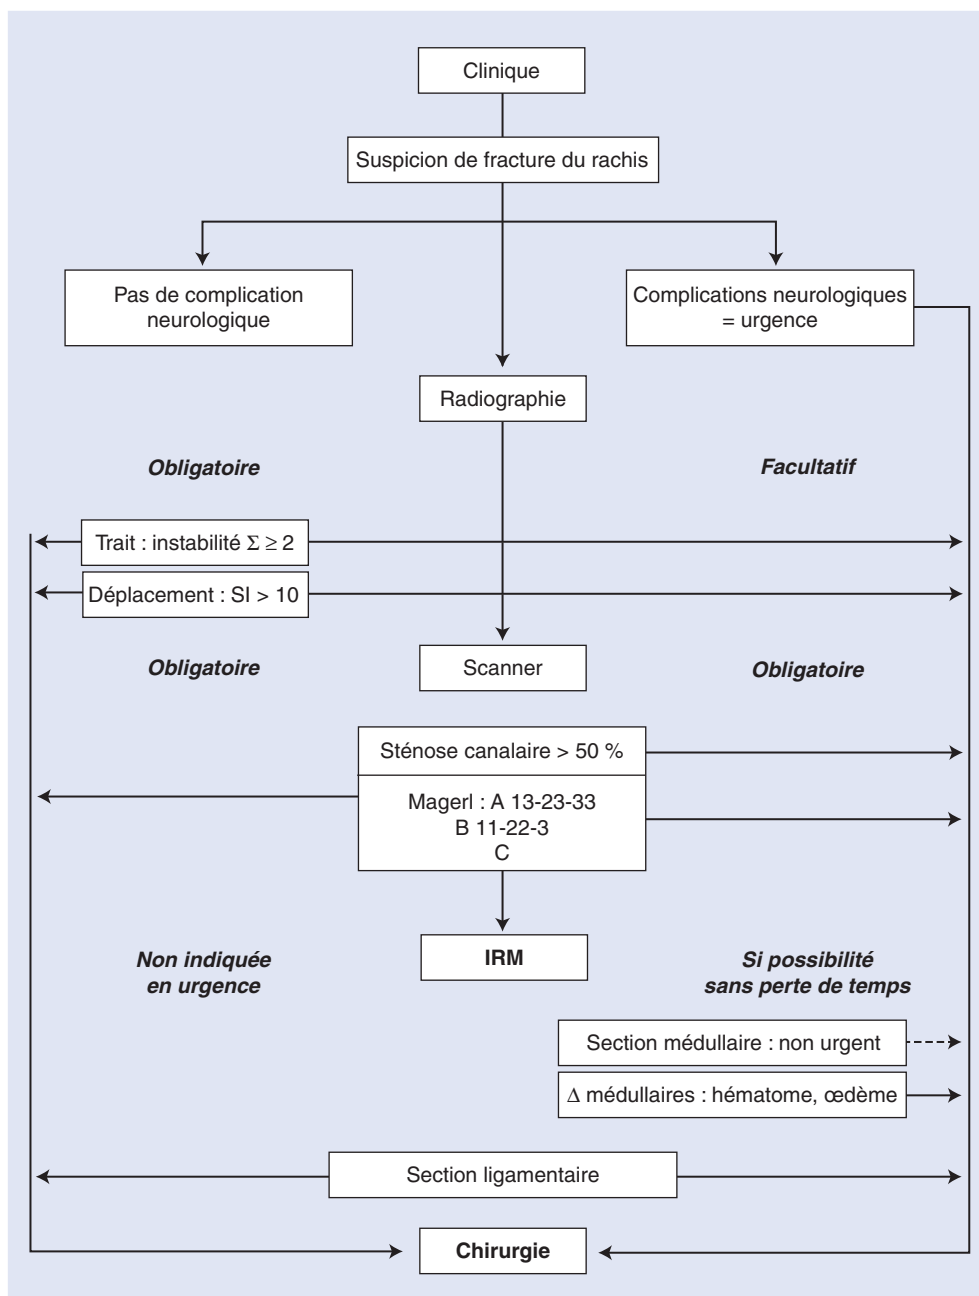 Clinique
Suspicion de fracture du rachis
Pas de complication
neurologique
Complications neurologiques
= urgence
Radiographie
Obligatoire
Facultatif
Trait : instabilité Σ ≥ 2
Déplacement : SI > 10
Obligatoire
Scanner
Obligatoire
Sténose canalaire > 50 %
Magerl : A 13-23-33
B 11-22-3
C
IRM
Non indiquée
en urgence
Si possibilité
sans perte de temps
Section médullaire : non urgent
Δ médullaires : hématome, œdème
Section ligamentaire
Chirurgie